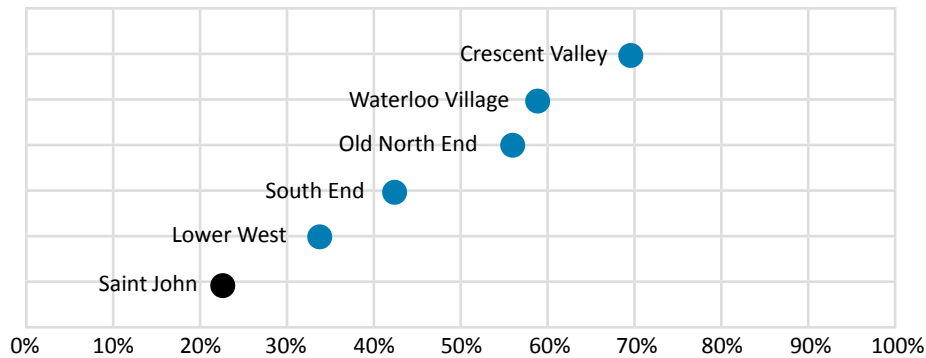 Crescent Valley
Waterloo Village
Old North End
South End
Lower West
Saint John
0% 10% 20% 30% 40% 50% 60% 70% 80% 90% 100%